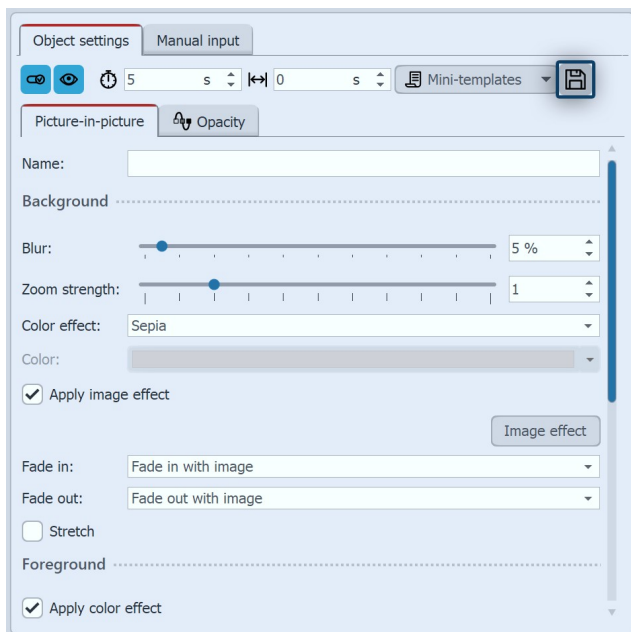 Object settings Manual input
5 s 0 s Mini-templates
Picture-in-picture Opacity
Name:
Background
Blur: 5 %
Zoom strength: 1
Color effect: Sepia
Color:
Apply image effect
Image effect
Fade in: Fade in with image
Fade out: Fade out with image
Stretch
Foreground
Apply color effect